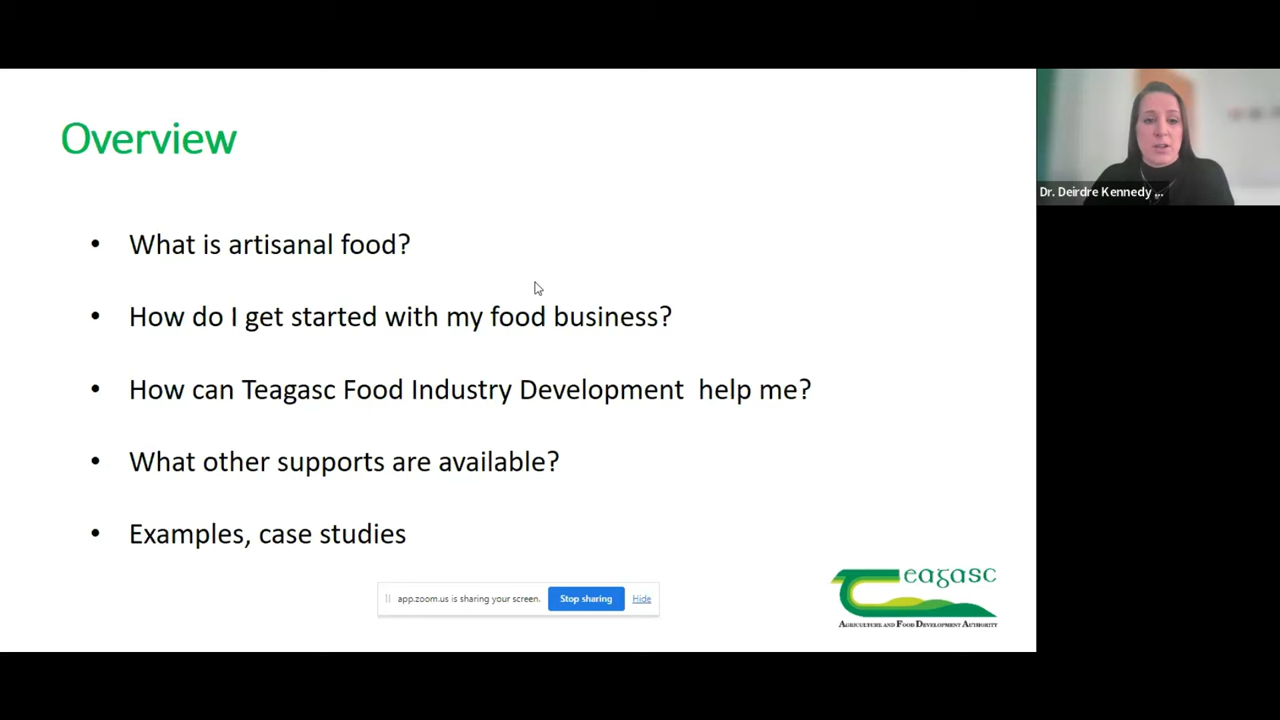 Overview
• What is artisanal food?
• How do I get started with my food business?
• How can Teagasc Food Industry Development help me?
• What other supports are available?
• Examples, case studies
app.zoom.us is sharing your screen. Stop sharing Hide
Teagasc
AGRICULTURE AND FOOD DEVELOPMENT AUTHORITY
Dr. Deirdre Kennedy ...